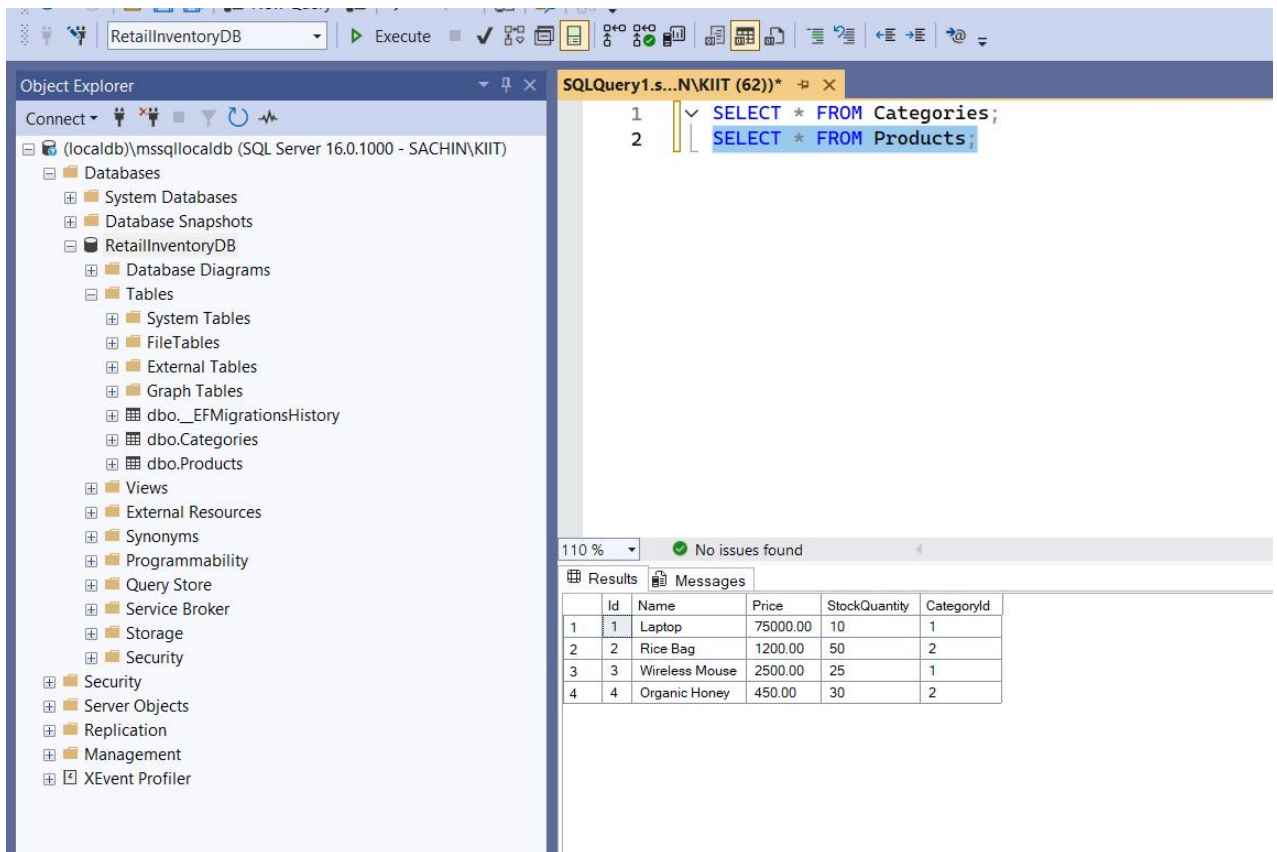 RetailInventoryDB
Execute
Object Explorer
Connect
(localdb)\mssqllocaldb (SQL Server 16.0.1000 - SACHIN\KIIT)
Databases
System Databases
Database Snapshots
RetailInventoryDB
Database Diagrams
Tables
System Tables
FileTables
External Tables
Graph Tables
dbo.__EFMigrationsHistory
dbo.Categories
dbo.Products
Views
External Resources
Synonyms
Programmability
Query Store
Service Broker
Storage
Security
Security
Server Objects
Replication
Management
XEvent Profiler
SQLQuery1.s...N\KIIT (62))*
1 SELECT * FROM Categories;
2 SELECT * FROM Products;
110 % No issues found
Results Messages
Id Name Price StockQuantity CategoryId
1 1 Laptop 75000.00 10 1
2 2 Rice Bag 1200.00 50 2
3 3 Wireless Mouse 2500.00 25 1
4 4 Organic Honey 450.00 30 2